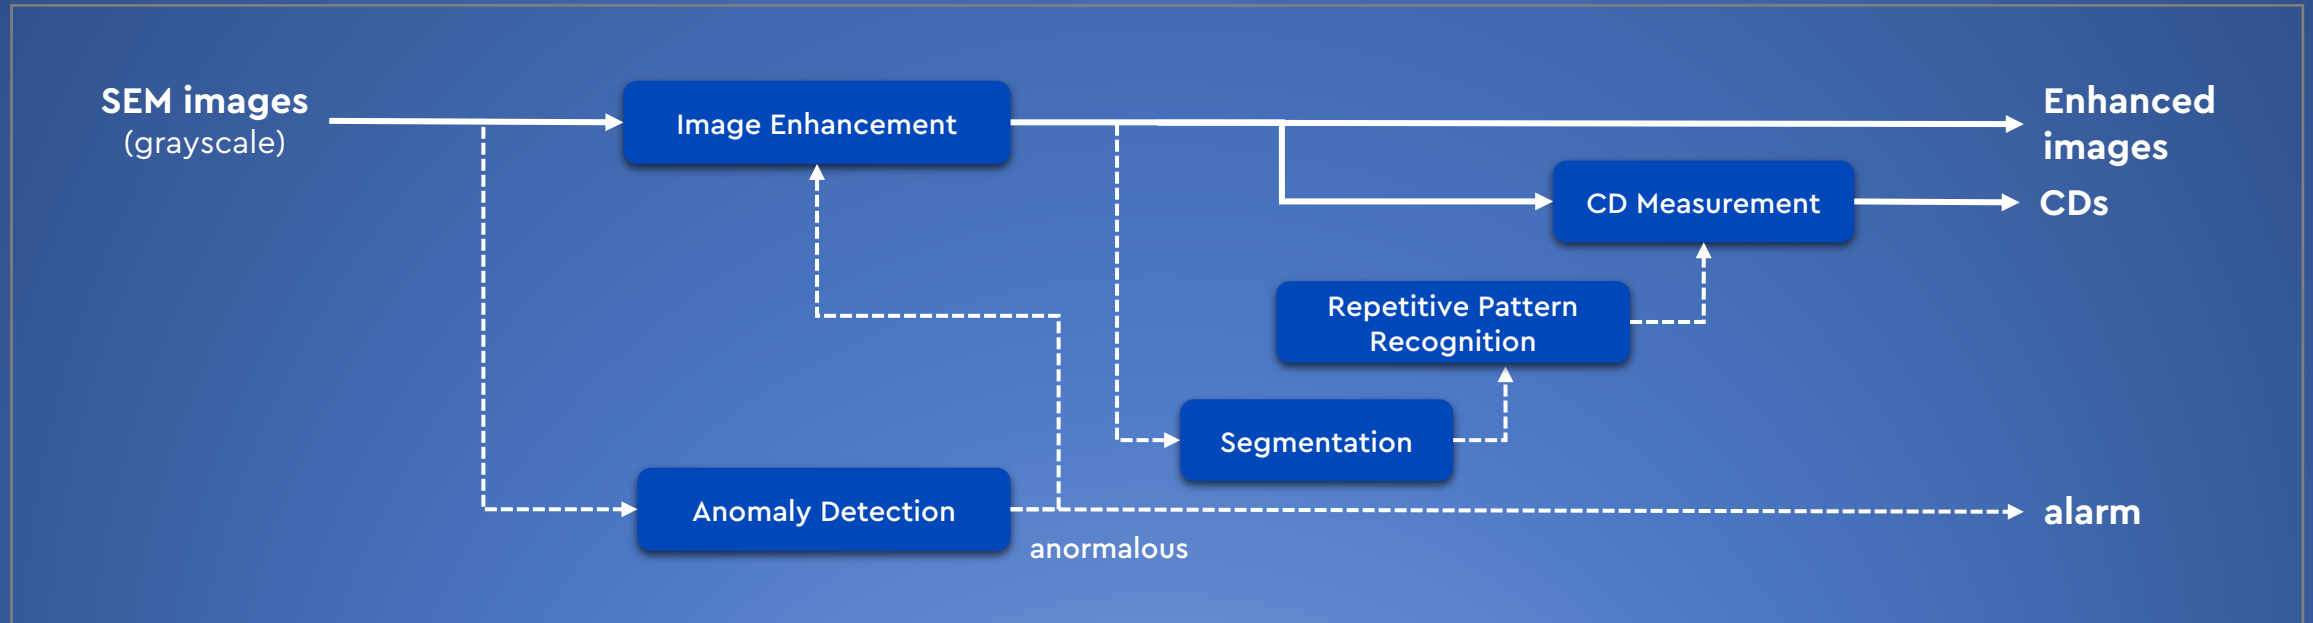 SEM images
(grayscale)
Image Enhancement
Enhanced
images
CD Measurement
CDs
Repetitive Pattern
Recognition
Segmentation
Anomaly Detection
anormalous
alarm